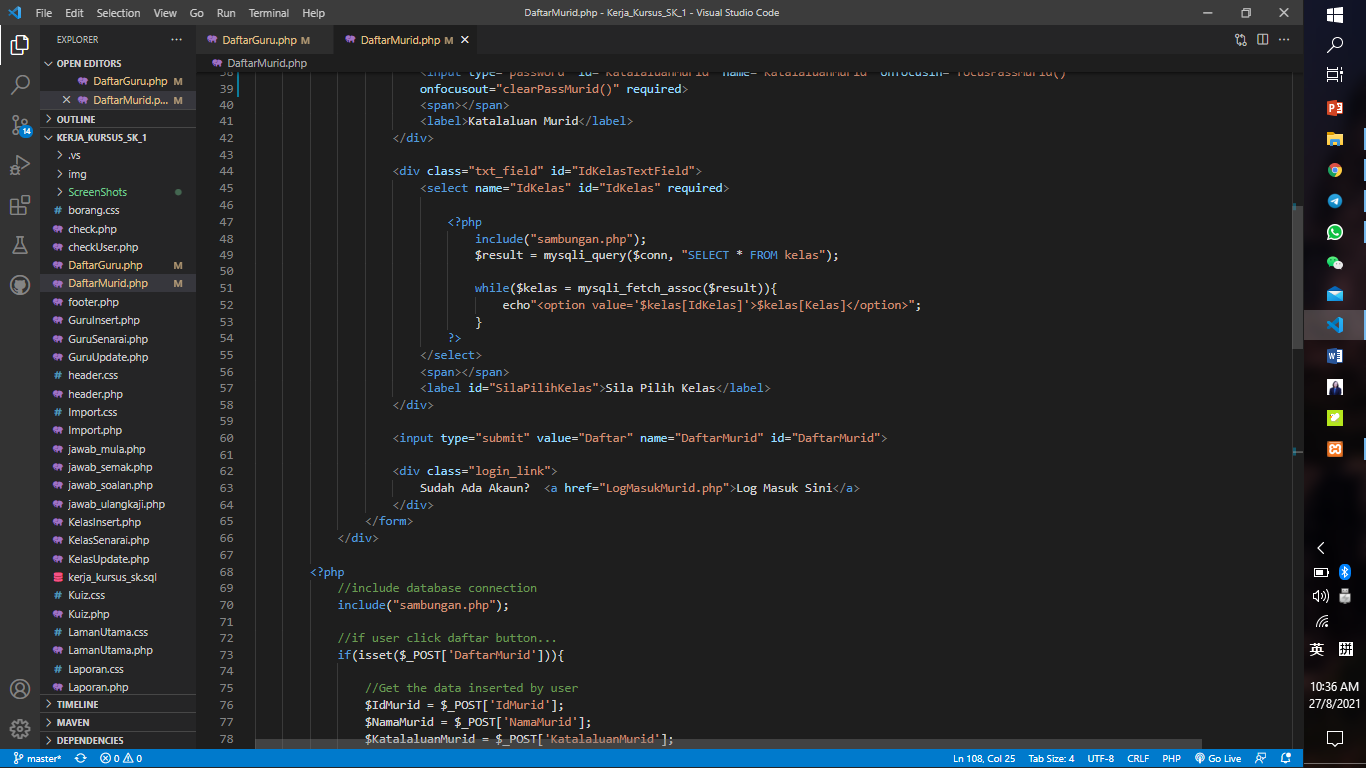 File Edit Selection View Go Run Terminal Help
DaftarMurid.php - Kerja_Kursus_SK_1 - Visual Studio Code
EXPLORER
OPEN EDITORS
DaftarGuru.php M
DaftarMurid.p... M
OUTLINE
KERJA_KURSUS_SK_1
.vs
img
ScreenShots
borang.css
check.php
checkUser.php
DaftarGuru.php M
DaftarMurid.php M
footer.php
GuruInsert.php
GuruSenarai.php
GuruUpdate.php
header.css
header.php
Import.css
Import.php
jawab_mula.php
jawab_semak.php
jawab_soalan.php
jawab_ulangkaji.php
KelasInsert.php
KelasSenarai.php
KelasUpdate.php
kerja_kursus_sk.sql
Kuiz.css
Kuiz.php
LamanUtama.css
LamanUtama.php
Laporan.css
Laporan.php
TIMELINE
MAVEN
DEPENDENCIES
14
DaftarGuru.php M
DaftarMurid.php M
DaftarMurid.php
38 <input type="password" id="KatalaluanMurid" name="KatalaluanMurid" onfocusin="focusPassMurid()"
39 onfocusout="clearPassMurid()" required>
40 <span></span>
41 <label>Katalaluan Murid</label>
42 </div>
43
44 <div class="txt_field" id="IdKelasTextField">
45 <select name="IdKelas" id="IdKelas" required>
46
47 <?php
48 include("sambungan.php");
49 $result = mysqli_query($conn, "SELECT * FROM kelas");
50
51 while($kelas = mysqli_fetch_assoc($result)){
52 echo"<option value='$kelas[IdKelas]'>$kelas[Kelas]</option>";
53 }
54 ?>
55 </select>
56 <span></span>
57 <label id="SilaPilihKelas">Sila Pilih Kelas</label>
58 </div>
59
60 <input type="submit" value="Daftar" name="DaftarMurid" id="DaftarMurid">
61
62 <div class="login_link">
63 Sudah Ada Akaun? <a href="LogMasukMurid.php">Log Masuk Sini</a>
64 </div>
65 </form>
66 </div>
67
68 <?php
69 //include database connection
70 include("sambungan.php");
71
72 //if user click daftar button...
73 if(isset($_POST['DaftarMurid'])){
74
75 //Get the data inserted by user
76 $IdMurid = $_POST['IdMurid'];
77 $NamaMurid = $_POST['NamaMurid'];
78 $KatalaluanMurid = $_POST['KatalaluanMurid'];
master* 0 0
Ln 108, Col 25 Tab Size: 4 UTF-8 CRLF PHP Go Live
英 拼
10:36 AM
27/8/2021